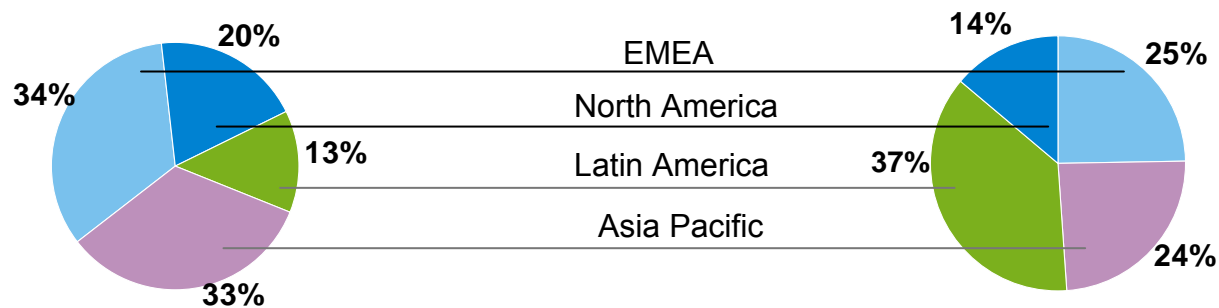 20%
34%
13%
33%
EMEA
North America
Latin America
Asia Pacific
14%
25%
37%
24%